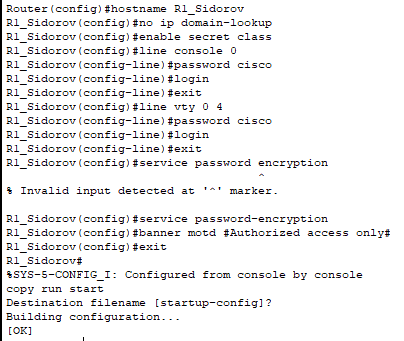 Router(config)#hostname R1_Sidorov
R1_Sidorov(config)#no ip domain-lookup
R1_Sidorov(config)#enable secret class
R1_Sidorov(config)#line console 0
R1_Sidorov(config-line)#password cisco
R1_Sidorov(config-line)#login
R1_Sidorov(config-line)#exit
R1_Sidorov(config)#line vty 0 4
R1_Sidorov(config-line)#password cisco
R1_Sidorov(config-line)#login
R1_Sidorov(config-line)#exit
R1_Sidorov(config)#service password encryption
^
% Invalid input detected at '^' marker.
R1_Sidorov(config)#service password-encryption
R1_Sidorov(config)#banner motd #Authorized access only#
R1_Sidorov(config)#exit
R1_Sidorov#
%SYS-5-CONFIG_I: Configured from console by console
copy run start
Destination filename [startup-config]?
Building configuration...
[OK]